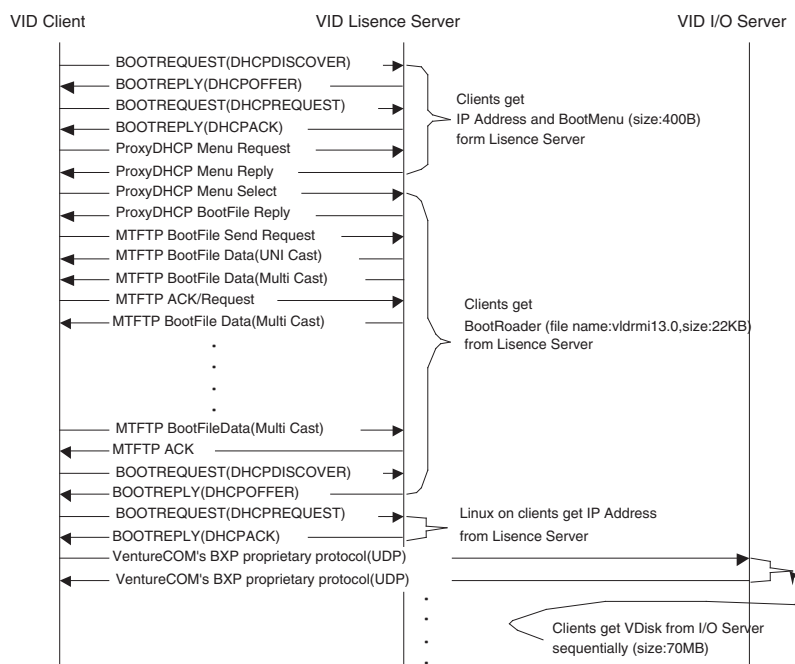 VID Client
VID Lisence Server
VID I/O Server
BOOTREQUEST(DHCPDISCOVER)
BOOTREPLY(DHCPOFFER)
BOOTREQUEST(DHCPREQUEST)
BOOTREPLY(DHCPACK)
ProxyDHCP Menu Request
ProxyDHCP Menu Reply
Clients get
IP Address and BootMenu (size:400B)
form Lisence Server
ProxyDHCP Menu Select
ProxyDHCP BootFile Reply
MTFTP BootFile Send Request
MTFTP BootFile Data(UNI Cast)
MTFTP BootFile Data(Multi Cast)
MTFTP ACK/Request
MTFTP BootFile Data(Multi Cast)
Clients get
BootRoader (file name:vldrmi13.0,size:22KB)
from Lisence Server
MTFTP BootFileData(Multi Cast)
MTFTP ACK
BOOTREQUEST(DHCPDISCOVER)
BOOTREPLY(DHCPOFFER)
BOOTREQUEST(DHCPREQUEST)
BOOTREPLY(DHCPACK)
Linux on clients get IP Address
from Lisence Server
VentureCOM's BXP proprietary protocol(UDP)
VentureCOM's BXP proprietary protocol(UDP)
Clients get VDisk from I/O Server
sequentially (size:70MB)